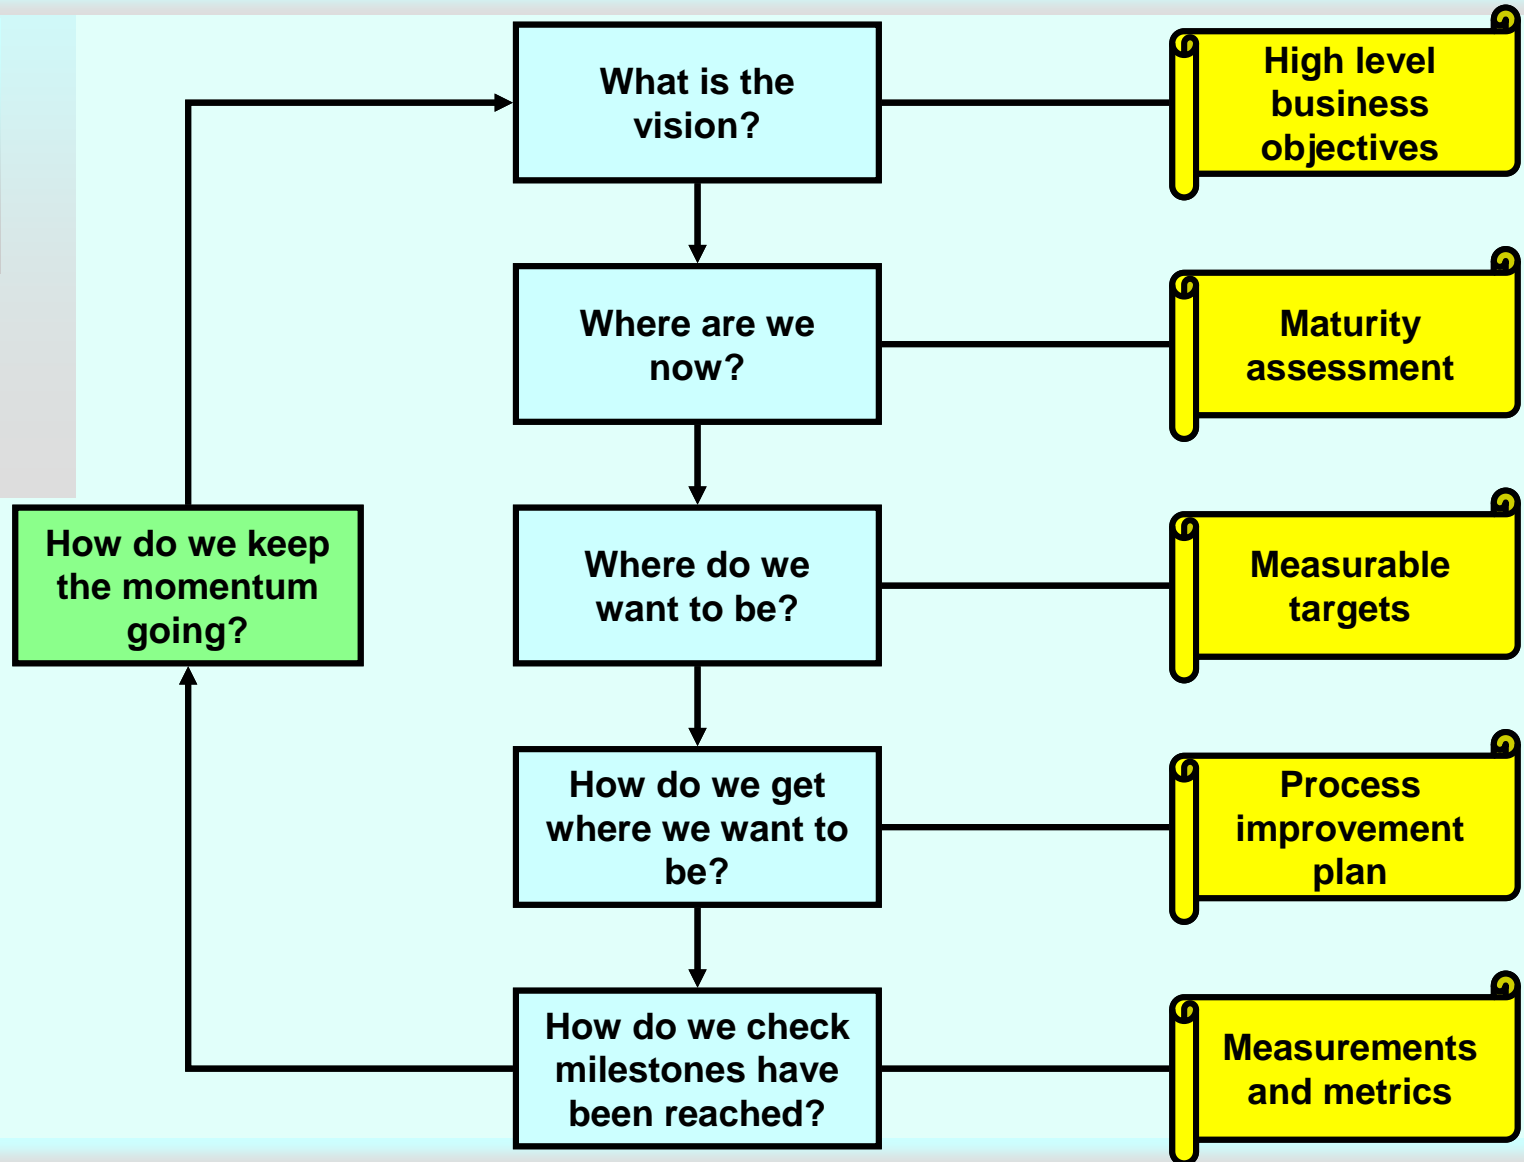 What is the
vision?
High level
business
objectives
Where are we
now?
Maturity
assessment
How do we keep
the momentum
going?
Where do we
want to be?
Measurable
targets
How do we get
where we want to
be?
Process
improvement
plan
How do we check
milestones have
been reached?
Measurements
and metrics